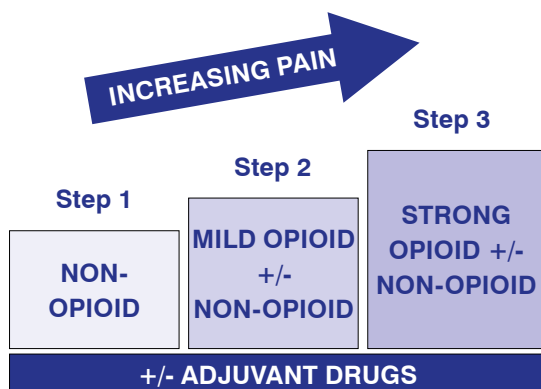 INCREASING PAIN
Step 1
NON-
OPIOID
Step 2
MILD OPIOID
+/-
NON-OPIOID
Step 3
STRONG
OPIOID +/-
NON-OPIOID
+/- ADJUVANT DRUGS